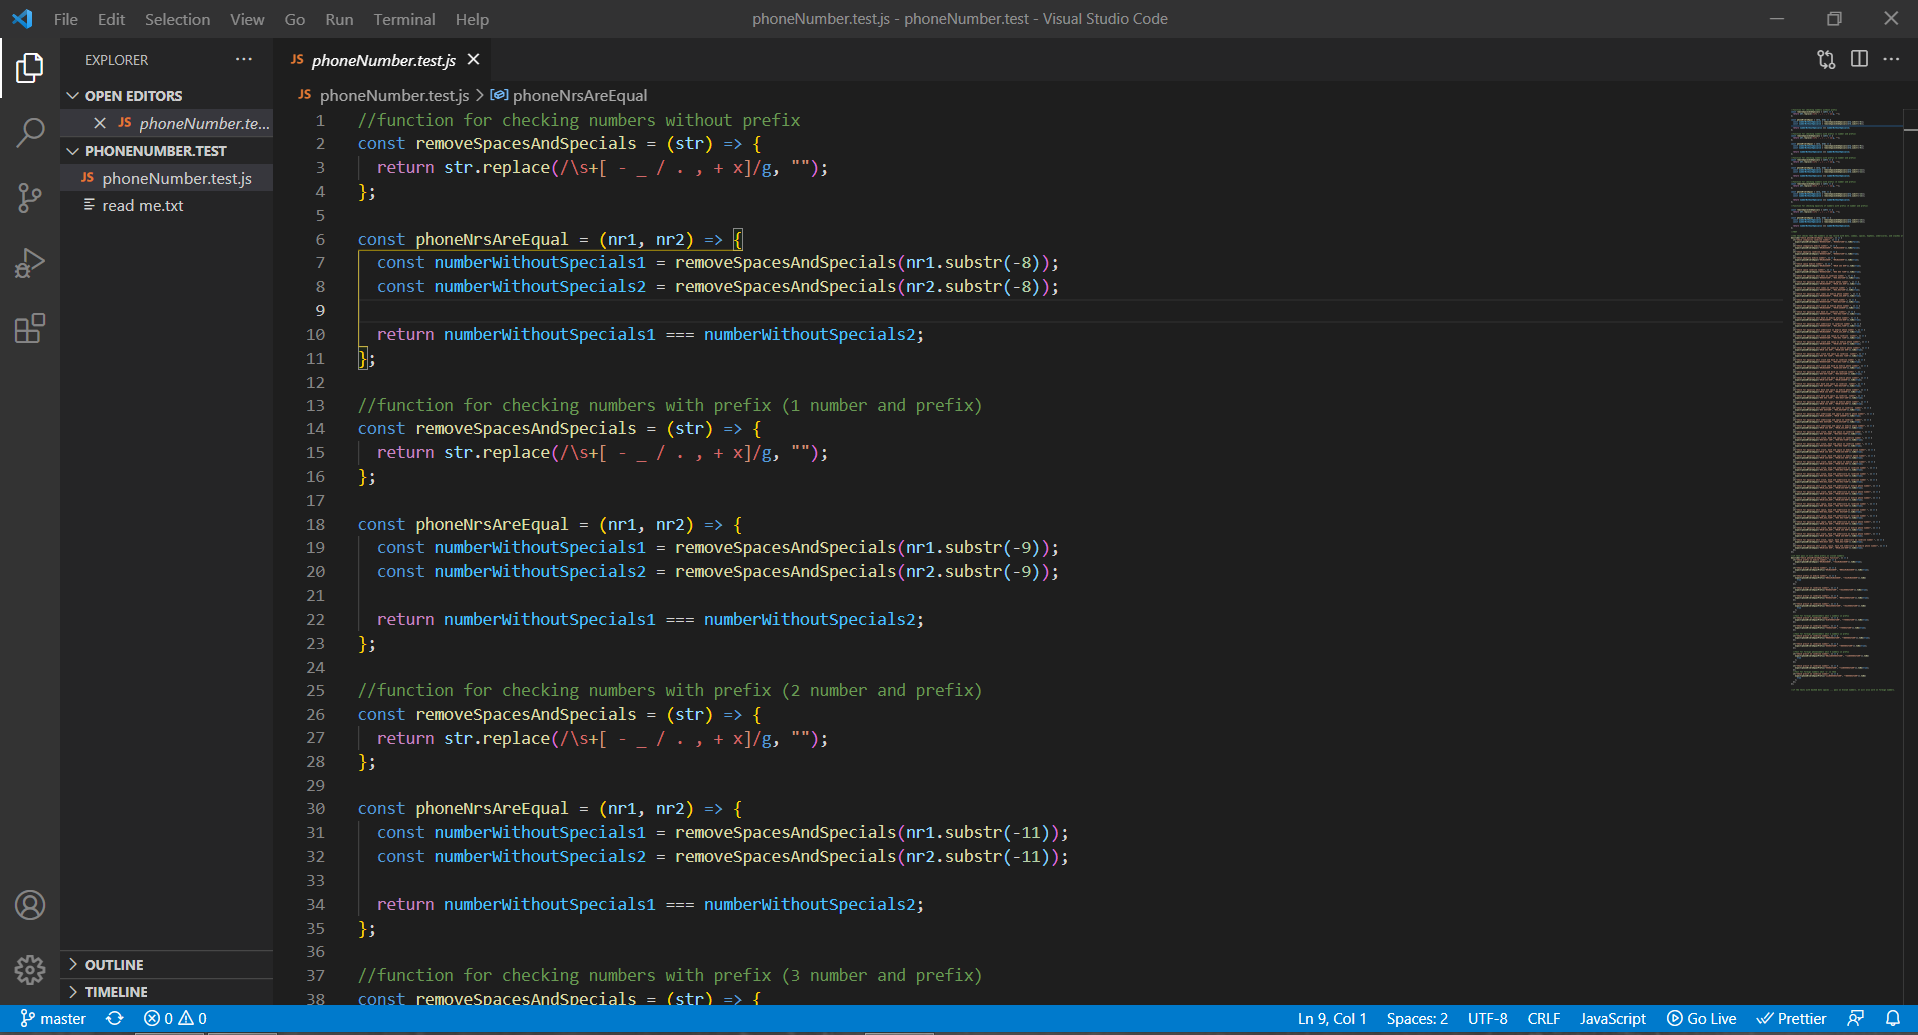 File Edit Selection View Go Run Terminal Help
phoneNumber.test.js - phoneNumber.test - Visual Studio Code
EXPLORER
OPEN EDITORS
JS phoneNumber.te...
PHONENUMBER.TEST
JS phoneNumber.test.js
read me.txt
OUTLINE
TIMELINE
JS phoneNumber.test.js
JS phoneNumber.test.js > phoneNrsAreEqual
1 //function for checking numbers without prefix
2 const removeSpacesAndSpecials = (str) => {
3 return str.replace(/\s+[ - _ / . , + x]/g, "");
4 };
5
6 const phoneNrsAreEqual = (nr1, nr2) => {
7 const numberWithoutSpecials1 = removeSpacesAndSpecials(nr1.substr(-8));
8 const numberWithoutSpecials2 = removeSpacesAndSpecials(nr2.substr(-8));
9
10 return numberWithoutSpecials1 === numberWithoutSpecials2;
11 };
12
13 //function for checking numbers with prefix (1 number and prefix)
14 const removeSpacesAndSpecials = (str) => {
15 return str.replace(/\s+[ - _ / . , + x]/g, "");
16 };
17
18 const phoneNrsAreEqual = (nr1, nr2) => {
19 const numberWithoutSpecials1 = removeSpacesAndSpecials(nr1.substr(-9));
20 const numberWithoutSpecials2 = removeSpacesAndSpecials(nr2.substr(-9));
21
22 return numberWithoutSpecials1 === numberWithoutSpecials2;
23 };
24
25 //function for checking numbers with prefix (2 number and prefix)
26 const removeSpacesAndSpecials = (str) => {
27 return str.replace(/\s+[ - _ / . , + x]/g, "");
28 };
29
30 const phoneNrsAreEqual = (nr1, nr2) => {
31 const numberWithoutSpecials1 = removeSpacesAndSpecials(nr1.substr(-11));
32 const numberWithoutSpecials2 = removeSpacesAndSpecials(nr2.substr(-11));
33
34 return numberWithoutSpecials1 === numberWithoutSpecials2;
35 };
36
37 //function for checking numbers with prefix (3 number and prefix)
38 const removeSpacesAndSpecials = (str) => {
master 0 0 Ln 9, Col 1 Spaces: 2 UTF-8 CRLF JavaScript Go Live Prettier